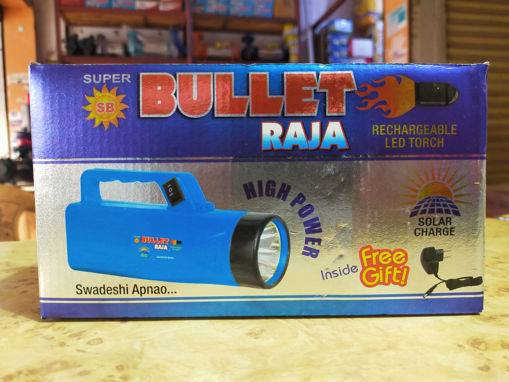 SUPER
SB
BULLET
RAJA
RECHARGEABLE
LED TORCH
HIGH POWER
SOLAR
CHARGE
BULLET
RAJA
Inside Free
Gift!
Swadeshi Apnao...